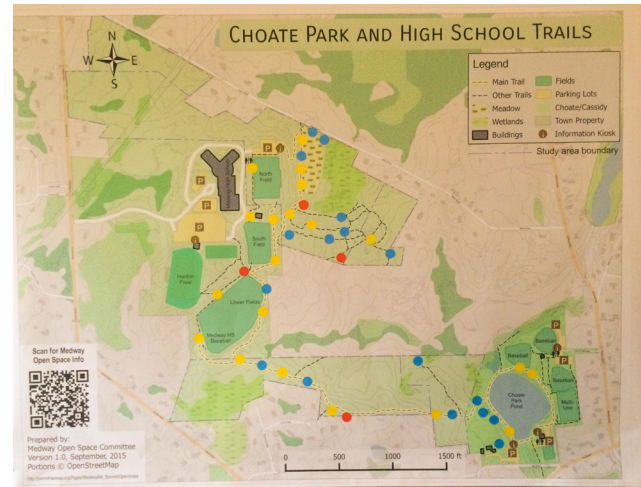 CHOATE PARK AND HIGH SCHOOL TRAILS
N
W E
S
Legend
Main Trail
Other Trails
Meadow
Wetlands
Buildings
Fields
Parking Lots
Choate/Cassidy
Town Property
Information Kiosk
Study area boundary
P
P
P
North
Field
P
South
Field
Hanlon
Field
Lower Fields
Medway HS
Baseball
P
Baseball
P
Choate
Park
Pond
Multi-
Use
P
P
Scan for Medway
Open Space Info
Prepared by:
Medway Open Space Committee
Version 1.0, September, 2015
Portions © OpenStreetMap
0 500 1000 1500 ft